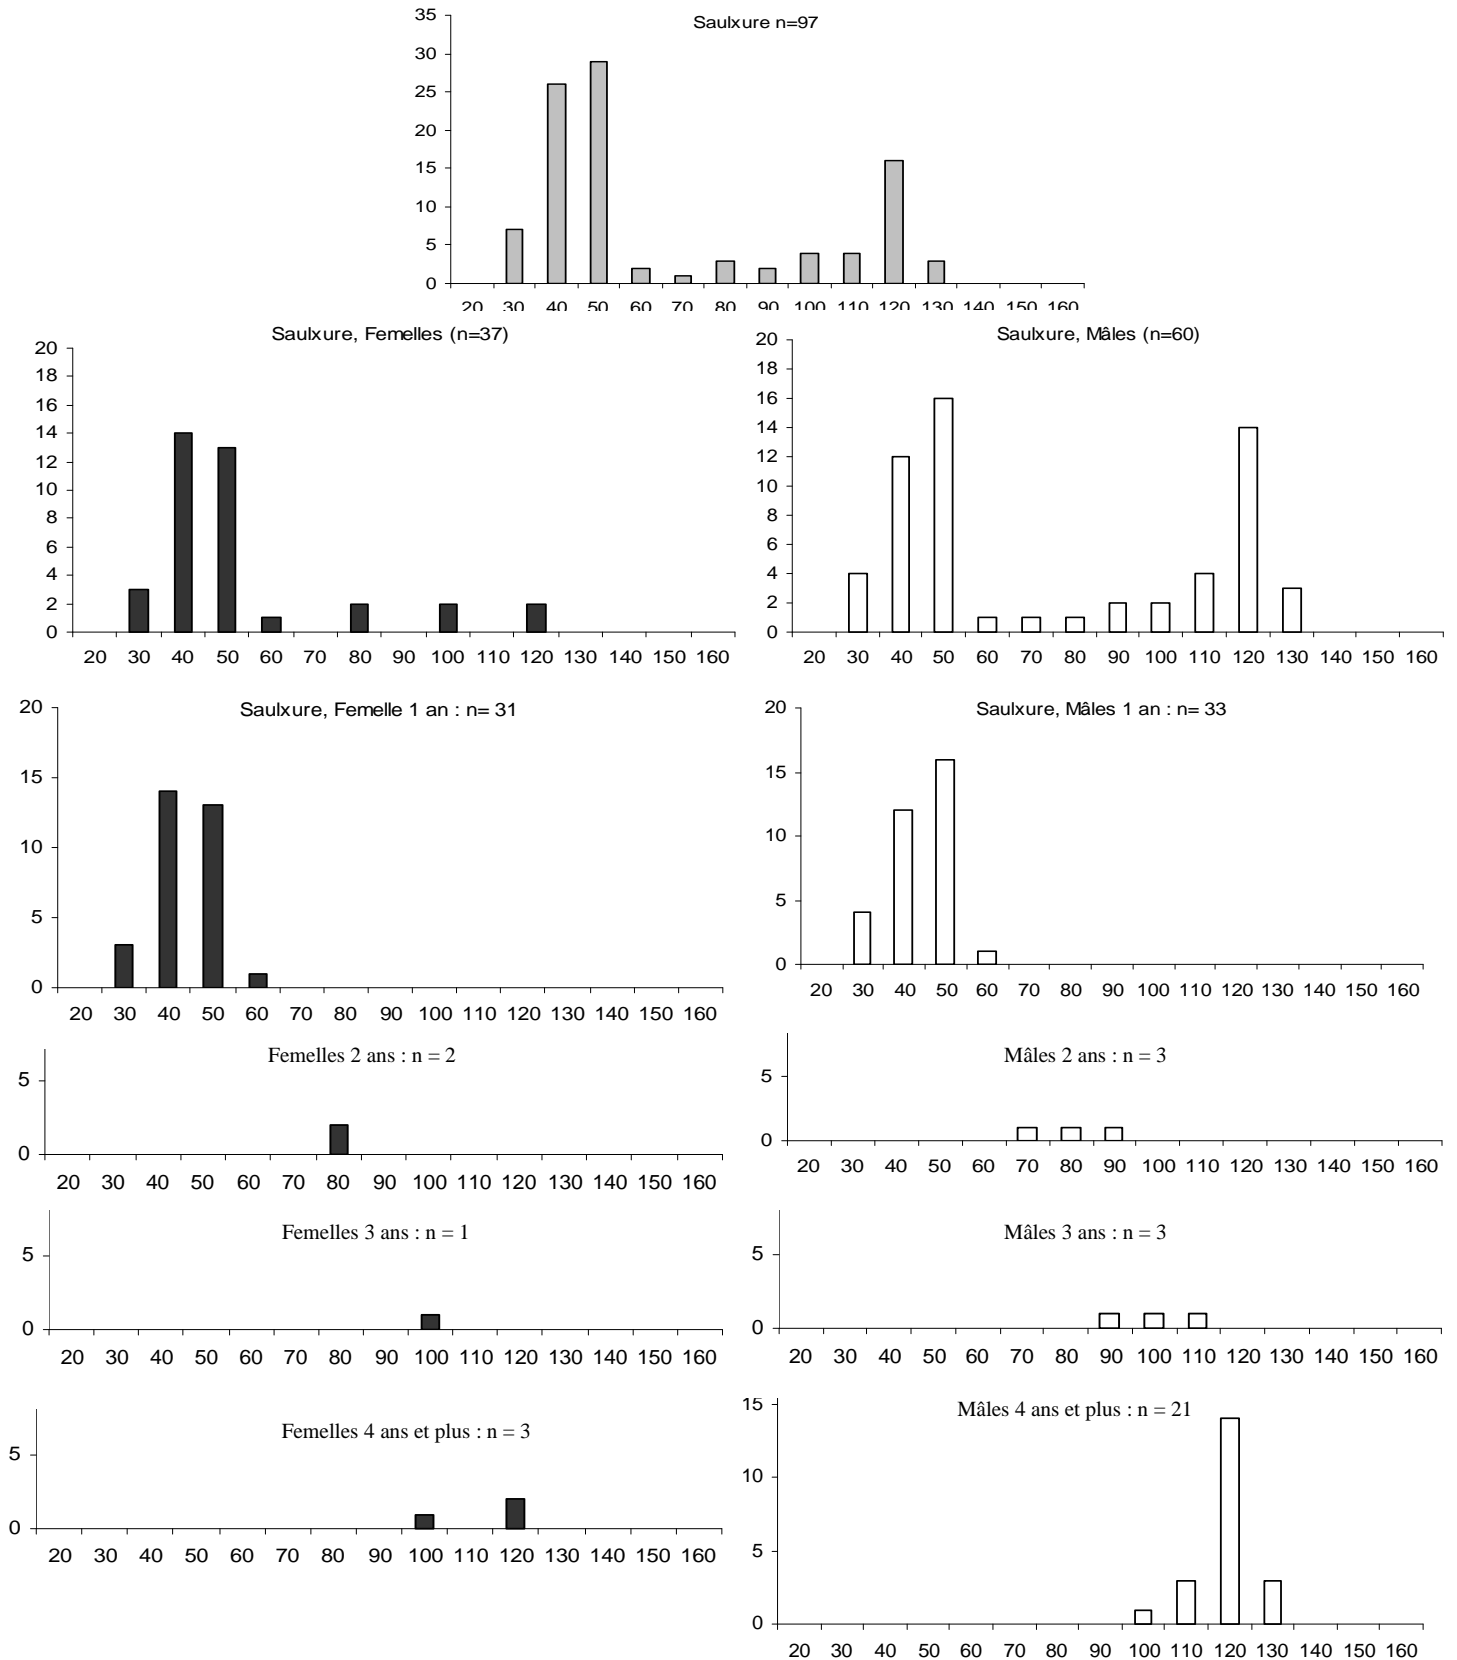 Saulxure n=97
35
30
25
20
15
10
5
0
20 30 40 50 60 70 80 90 100 110 120 130 140 150 160
Saulxure, Femelles (n=37)
20
18
16
14
12
10
8
6
4
2
0
20 30 40 50 60 70 80 90 100 110 120 130 140 150 160
Saulxure, Mâles (n=60)
20
18
16
14
12
10
8
6
4
2
0
20 30 40 50 60 70 80 90 100 110 120 130 140 150 160
Saulxure, Femelle 1 an : n= 31
20
15
10
5
0
20 30 40 50 60 70 80 90 100 110 120 130 140 150 160
Saulxure, Mâles 1 an : n= 33
20
15
10
5
0
20 30 40 50 60 70 80 90 100 110 120 130 140 150 160
Femelles 2 ans : n = 2
5
0
20 30 40 50 60 70 80 90 100 110 120 130 140 150 160
Mâles 2 ans : n = 3
5
0
20 30 40 50 60 70 80 90 100 110 120 130 140 150 160
Femelles 3 ans : n = 1
5
0
20 30 40 50 60 70 80 90 100 110 120 130 140 150 160
Mâles 3 ans : n = 3
5
0
20 30 40 50 60 70 80 90 100 110 120 130 140 150 160
Femelles 4 ans et plus : n = 3
5
0
20 30 40 50 60 70 80 90 100 110 120 130 140 150 160
Mâles 4 ans et plus : n = 21
15
10
5
0
20 30 40 50 60 70 80 90 100 110 120 130 140 150 160